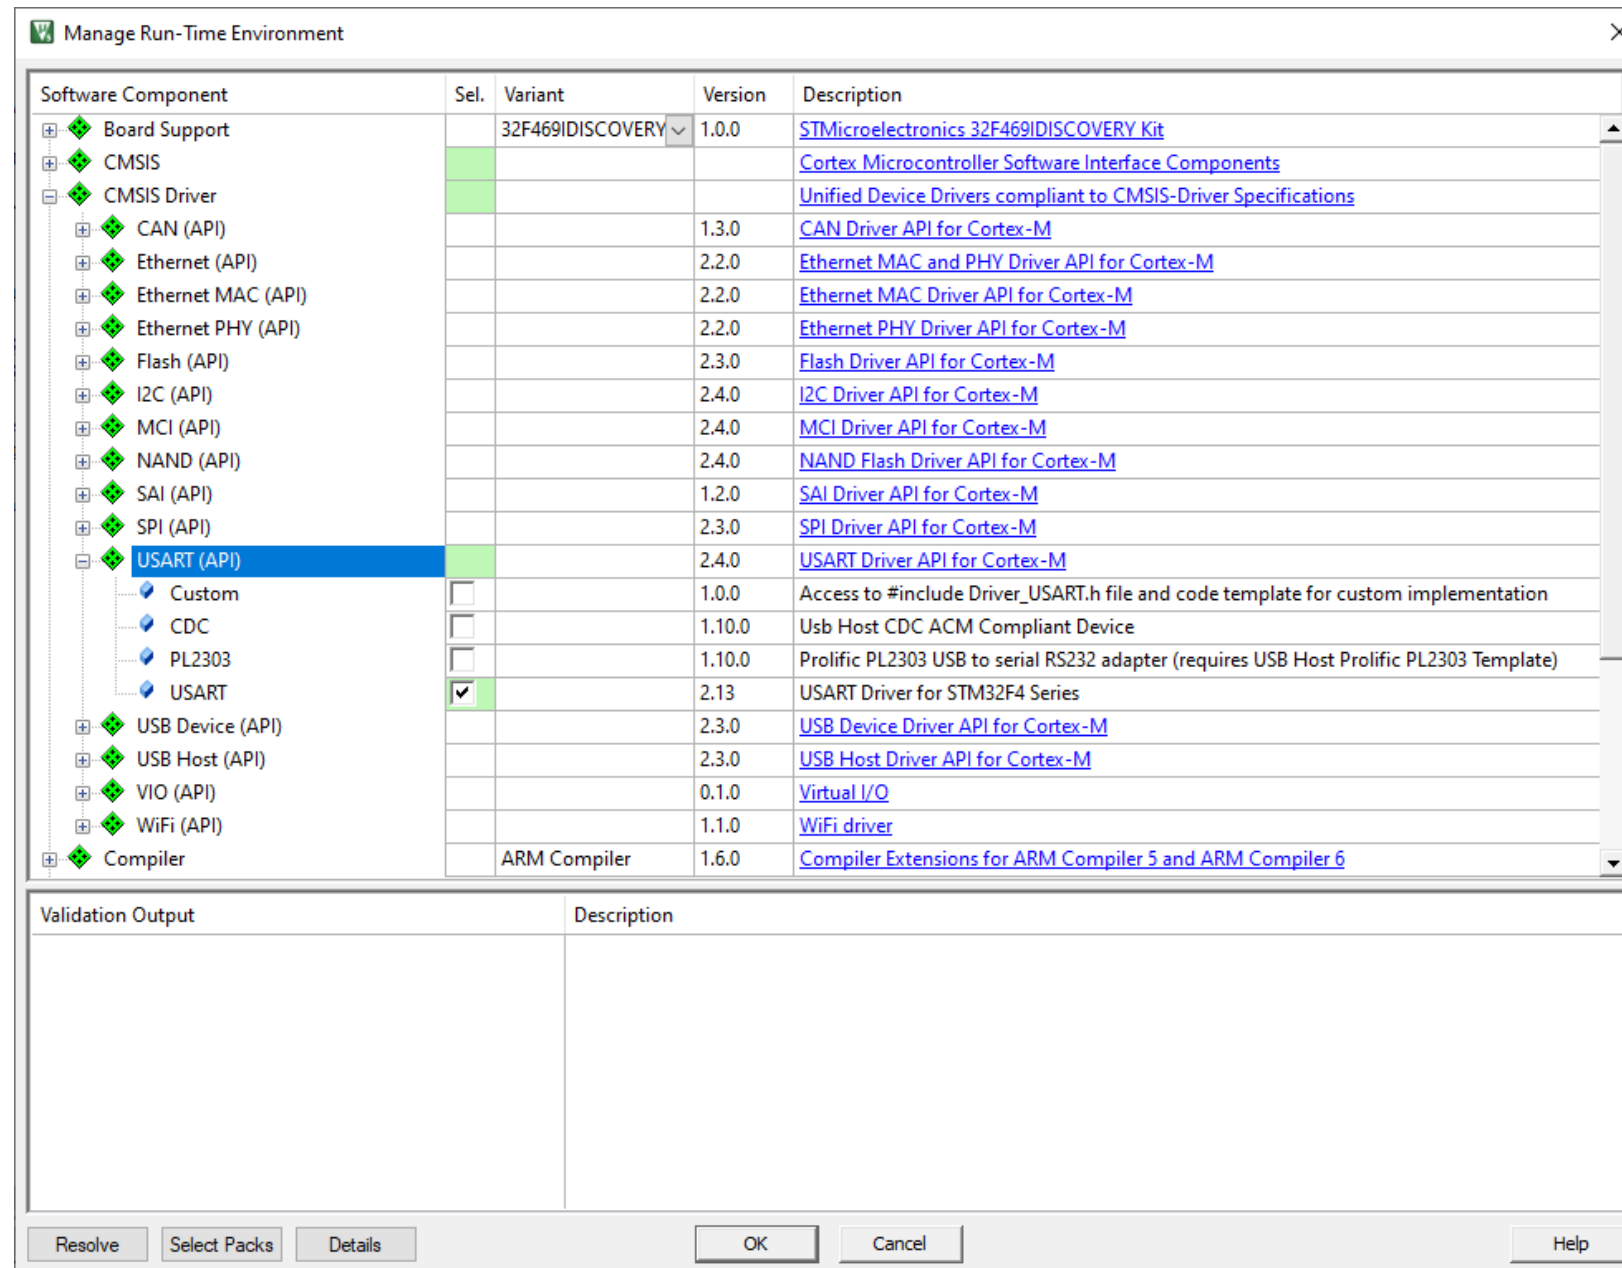 Manage Run-Time Environment
Software Component Sel. Variant Version Description
Board Support 32F469IDISCOVERY 1.0.0 STMicroelectronics 32F469IDISCOVERY Kit
CMSIS Cortex Microcontroller Software Interface Components
CMSIS Driver Unified Device Drivers compliant to CMSIS-Driver Specifications
CAN (API) 1.3.0 CAN Driver API for Cortex-M
Ethernet (API) 2.2.0 Ethernet MAC and PHY Driver API for Cortex-M
Ethernet MAC (API) 2.2.0 Ethernet MAC Driver API for Cortex-M
Ethernet PHY (API) 2.2.0 Ethernet PHY Driver API for Cortex-M
Flash (API) 2.3.0 Flash Driver API for Cortex-M
I2C (API) 2.4.0 I2C Driver API for Cortex-M
MCI (API) 2.4.0 MCI Driver API for Cortex-M
NAND (API) 2.4.0 NAND Flash Driver API for Cortex-M
SAI (API) 1.2.0 SAI Driver API for Cortex-M
SPI (API) 2.3.0 SPI Driver API for Cortex-M
USART (API) 2.4.0 USART Driver API for Cortex-M
Custom 1.0.0 Access to #include Driver_USART.h file and code template for custom implementation
CDC 1.10.0 Usb Host CDC ACM Compliant Device
PL2303 1.10.0 Prolific PL2303 USB to serial RS232 adapter (requires USB Host Prolific PL2303 Template)
USART 2.13 USART Driver for STM32F4 Series
USB Device (API) 2.3.0 USB Device Driver API for Cortex-M
USB Host (API) 2.3.0 USB Host Driver API for Cortex-M
VIO (API) 0.1.0 Virtual I/O
WiFi (API) 1.1.0 WiFi driver
Compiler ARM Compiler 1.6.0 Compiler Extensions for ARM Compiler 5 and ARM Compiler 6
Validation Output Description
Resolve Select Packs Details OK Cancel Help